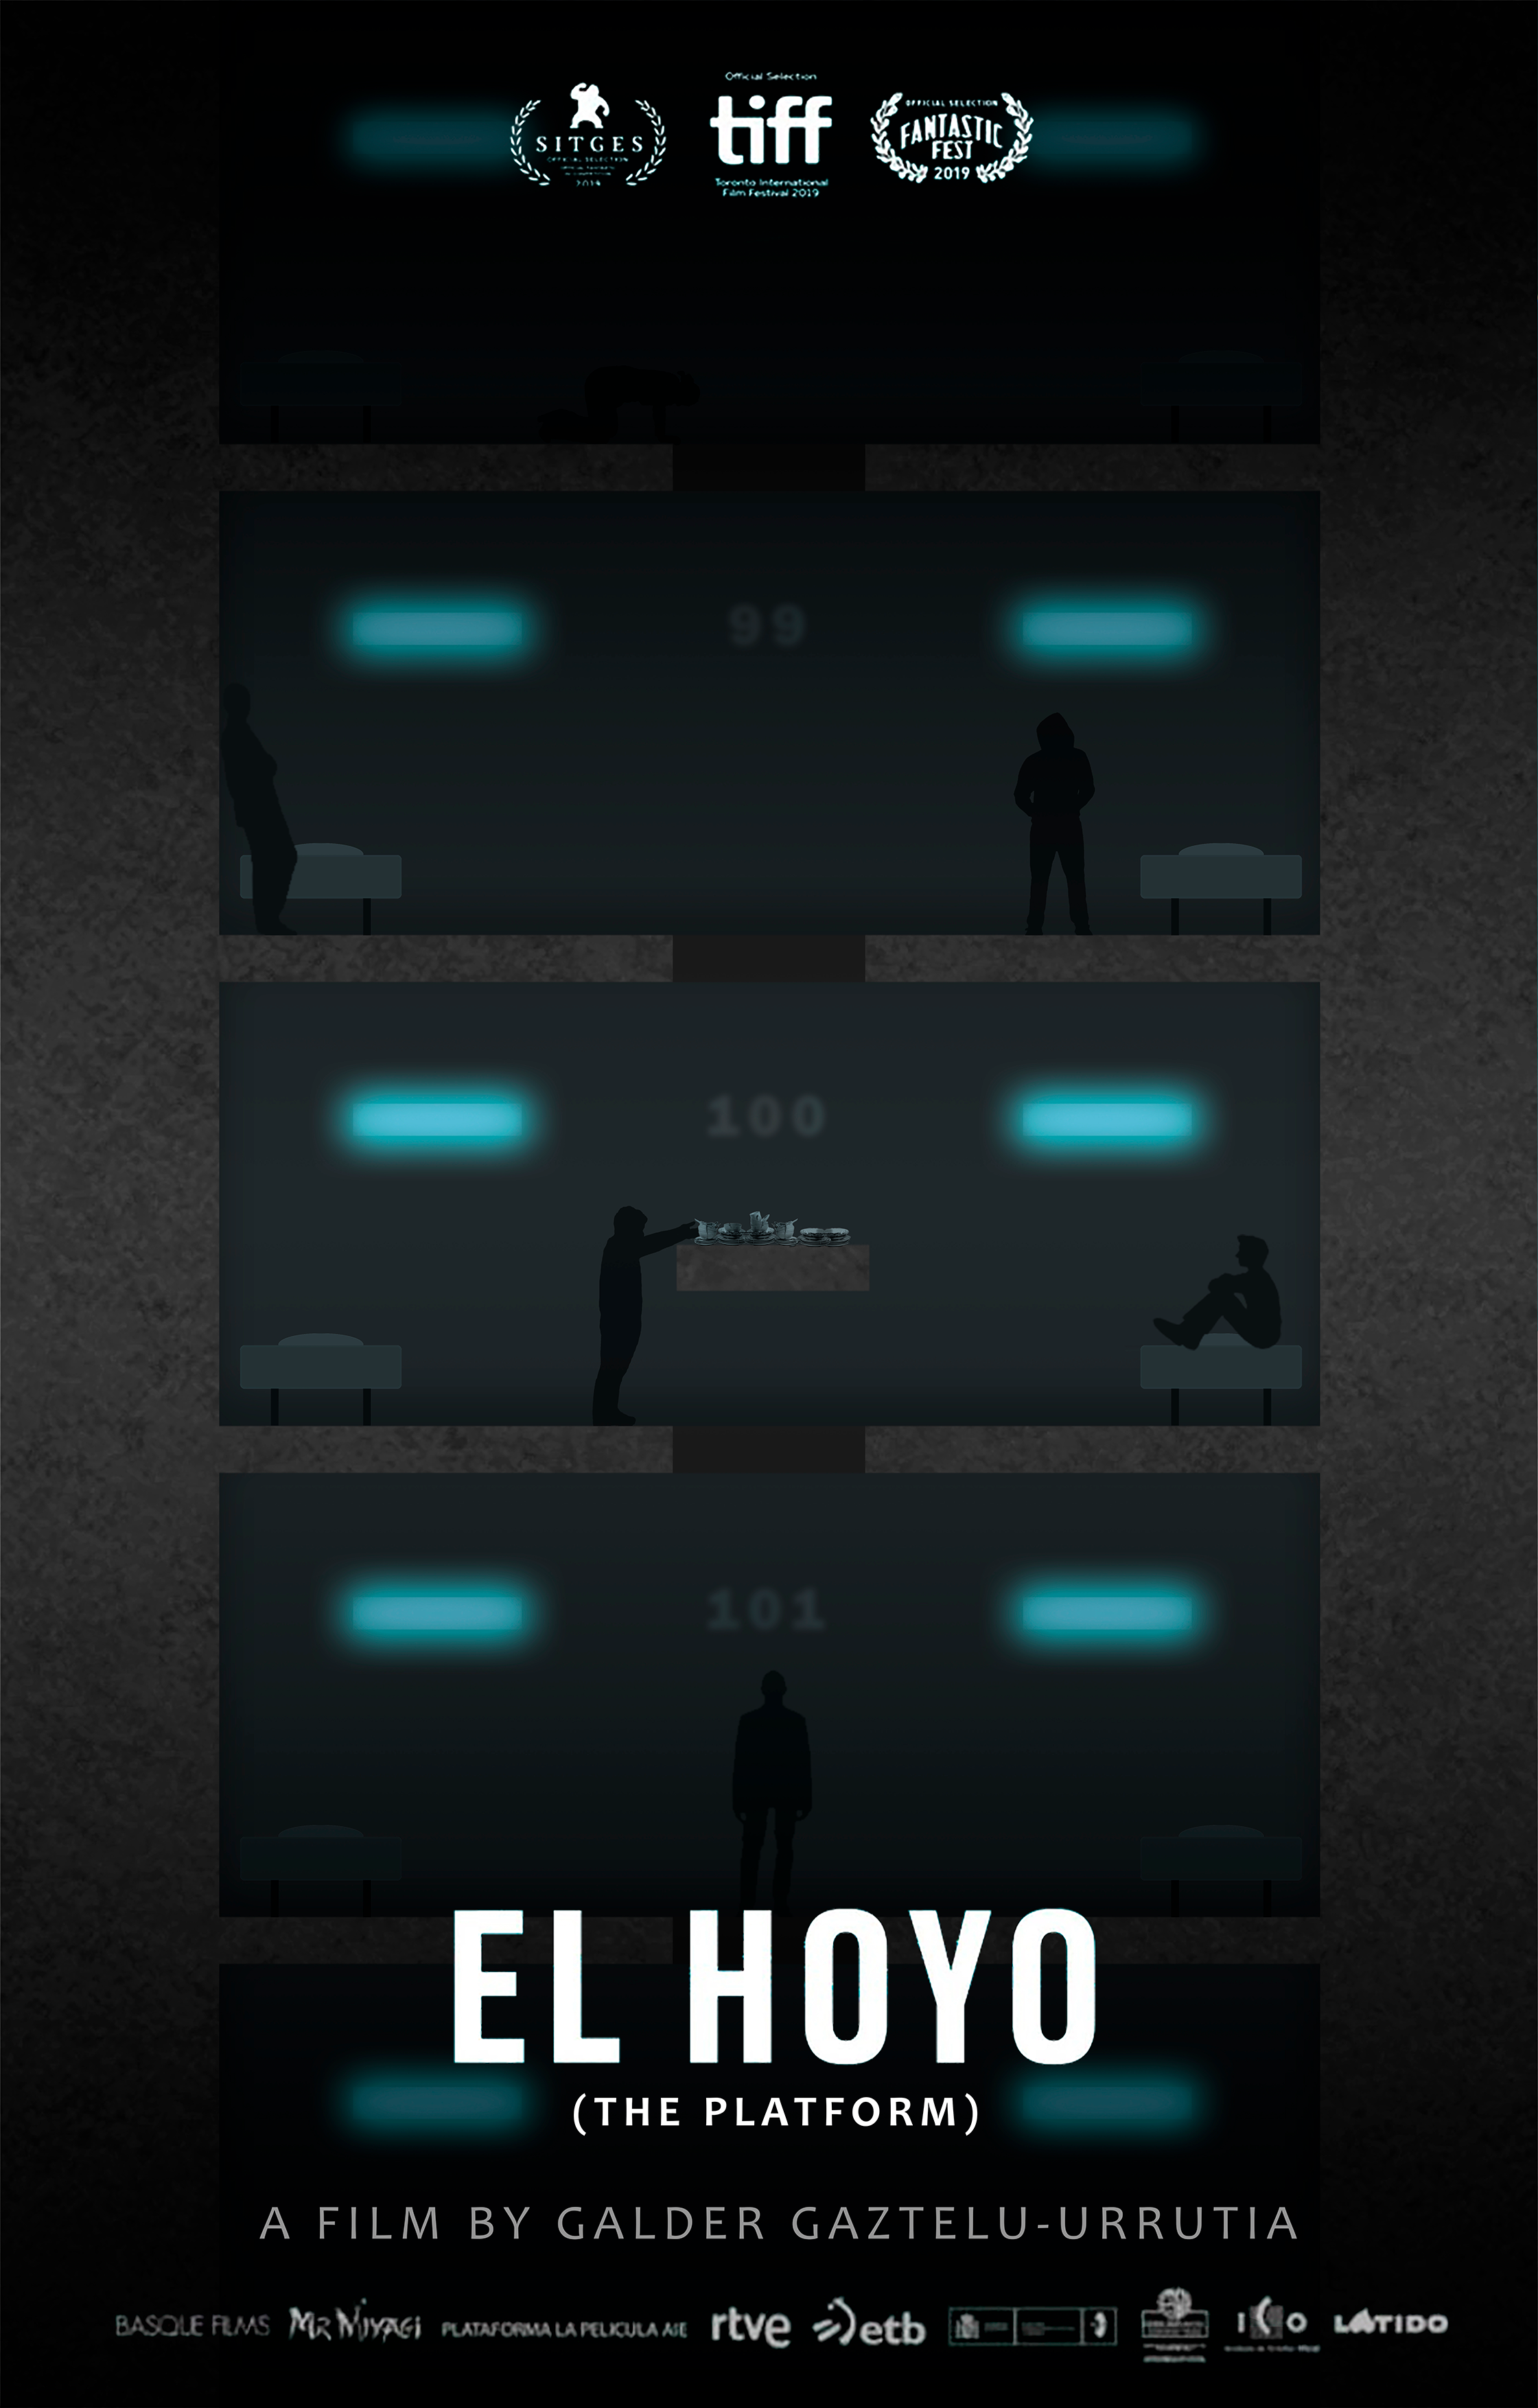 Official Selection
SITGES
OFFICIAL SELECTION
2019
tiff
Toronto International
Film Festival 2019
OFFICIAL SELECTION
FANTASTIC
FEST
2019
99
100
101
EL HOYO
(THE PLATFORM)
A FILM BY GALDER GAZTELU-URRUTIA
BASQUE FILMS MR MIYAGI PLATAFORMA LA PELICULA AIE rtve etb ICO LATIDO